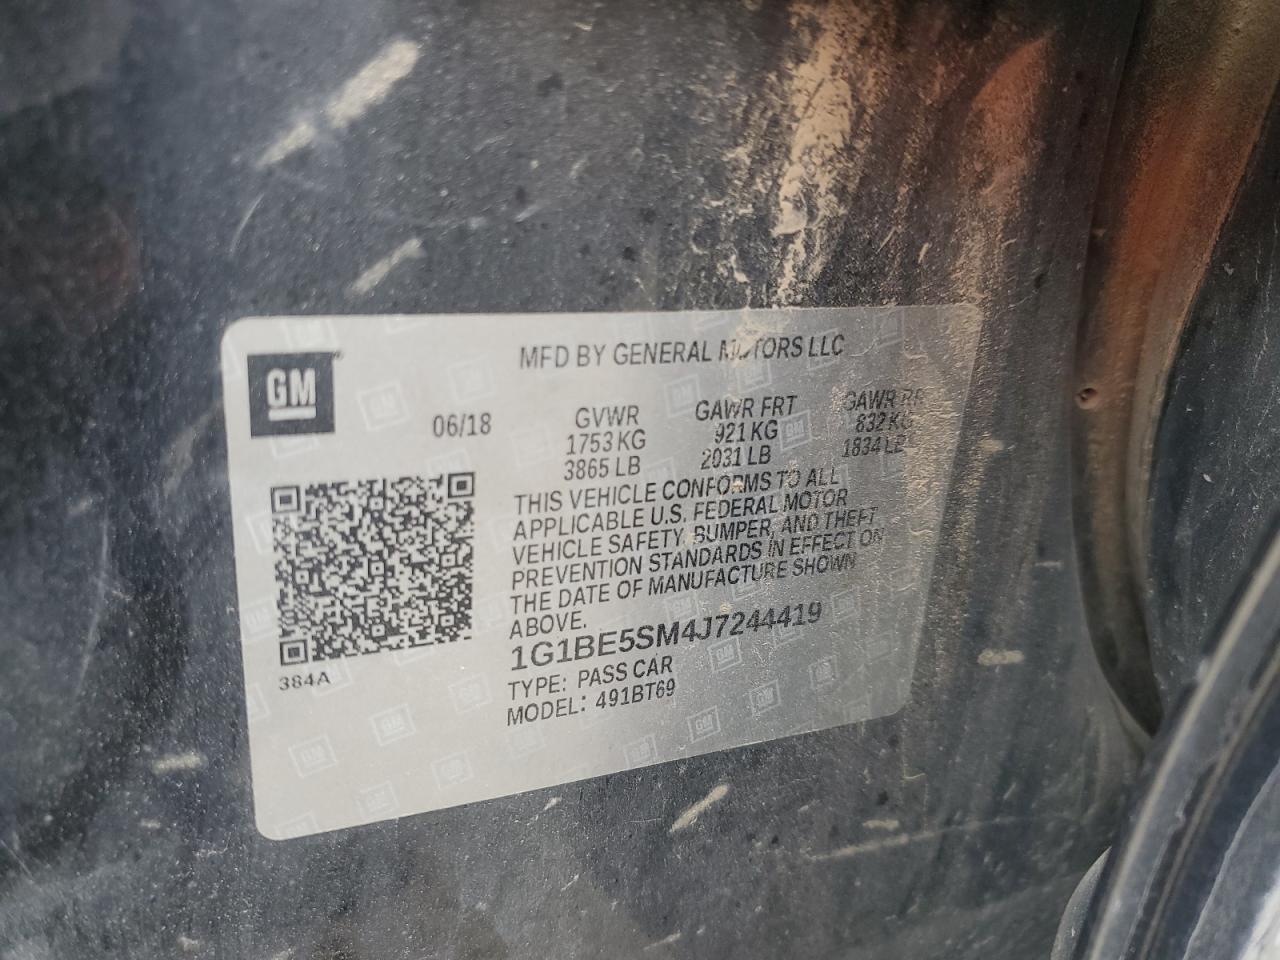 GM
MFD BY GENERAL MOTORS LLC
06/18
GVWR GAWR FRT GAWR RR
1753 KG 921 KG 832 KG
3865 LB 2031 LB 1834 LB
THIS VEHICLE CONFORMS TO ALL
APPLICABLE U.S. FEDERAL MOTOR
VEHICLE SAFETY, BUMPER, AND THEFT
PREVENTION STANDARDS IN EFFECT ON
THE DATE OF MANUFACTURE SHOWN
ABOVE.
1G1BE5SM4J7244419
TYPE: PASS CAR
MODEL: 491BT69
384A